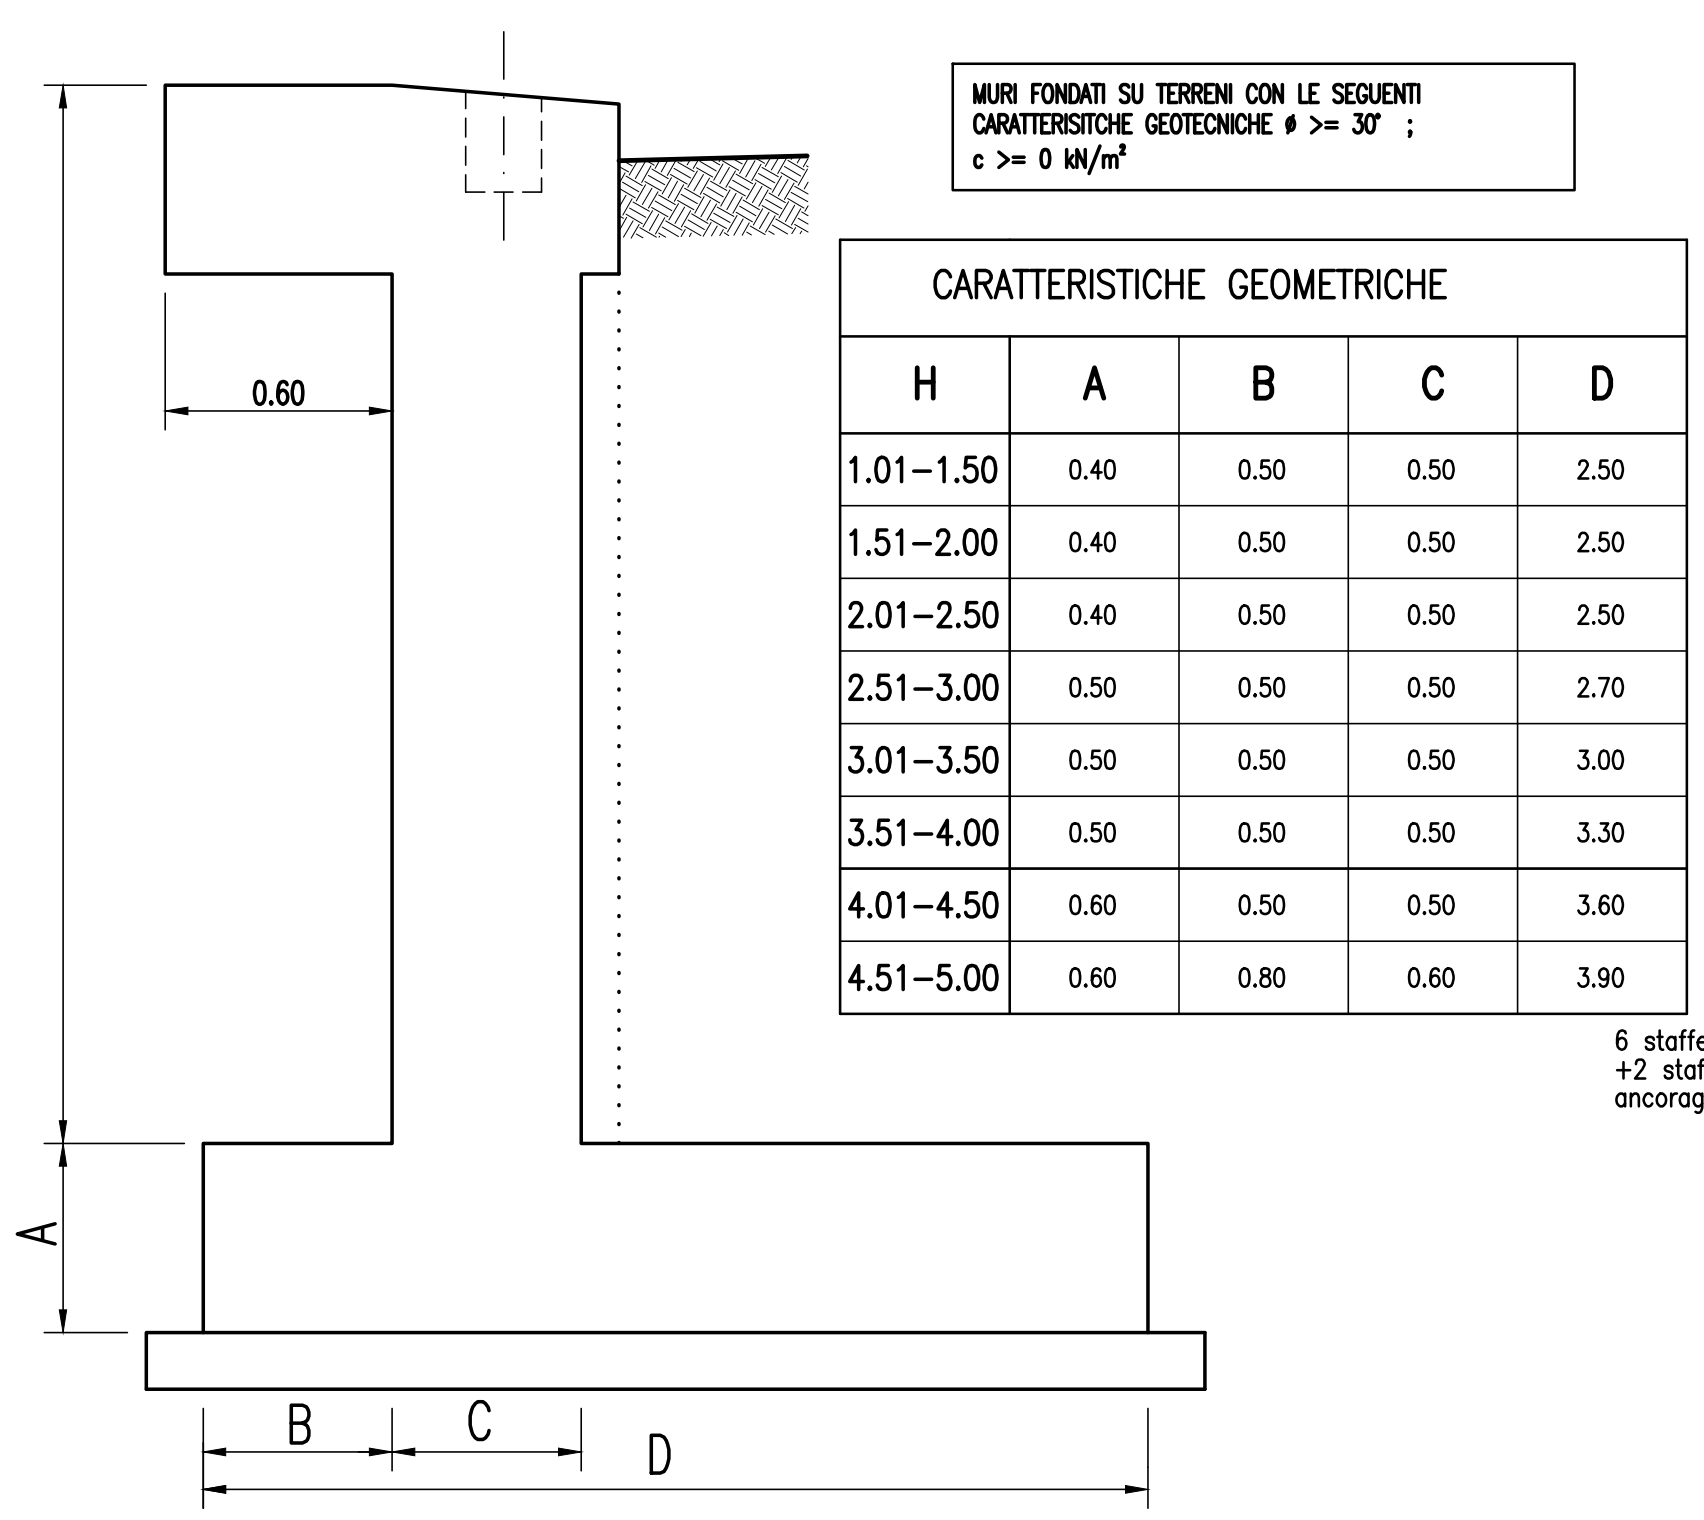 MURI FONDATI SU TERRENI CON LE SEGUENTI
CARATTERISITCHE GEOTECNICHE ø >= 30° ;
c >= 0 kN/m²
CARATTERISTICHE GEOMETRICHE
H A B C D
1.01-1.50 0.40 0.50 0.50 2.50
1.51-2.00 0.40 0.50 0.50 2.50
2.01-2.50 0.40 0.50 0.50 2.50
2.51-3.00 0.50 0.50 0.50 2.70
3.01-3.50 0.50 0.50 0.50 3.00
3.51-4.00 0.50 0.50 0.50 3.30
4.01-4.50 0.60 0.50 0.50 3.60
4.51-5.00 0.60 0.80 0.60 3.90
0.60
6 staffe
+2 staf
ancorag
A
B
C
D